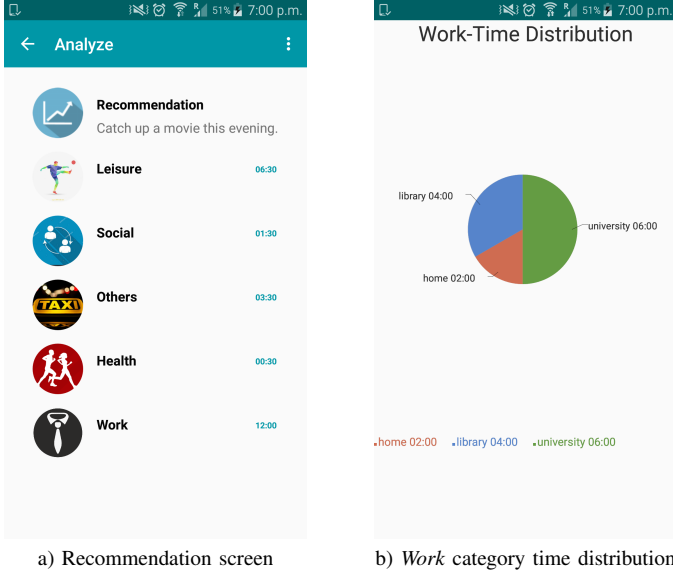 R 51% 7:00 p.m.
Analyze
Recommendation
Catch up a movie this evening.
Leisure 06:30
Social 01:30
TAXI
Others 03:30
Health 00:30
Work 12:00
a) Recommendation screen
R 51% 7:00 p.m.
Work-Time Distribution
library 04:00
university 06:00
home 02:00
home 02:00 library 04:00 university 06:00
b) Work category time distribution